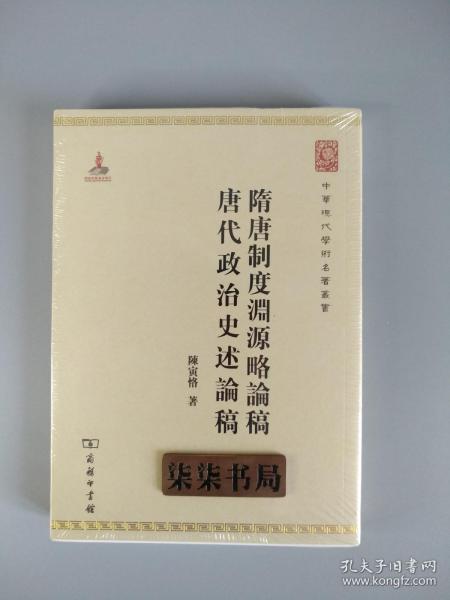 中華現代學術名著叢書
隋唐制度淵源略論稿
唐代政治史述論稿
陳寅恪 著
商務印書館
柒柒书局
孔夫子旧书网
www.kongfz.com